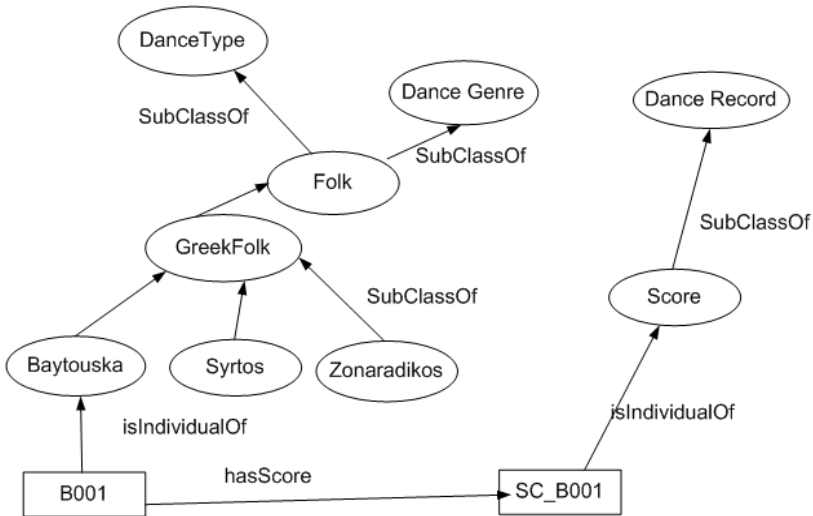 DanceType
Dance Genre
Dance Record
SubClassOf
SubClassOf
Folk
SubClassOf
GreekFolk
SubClassOf
Score
Baytouska
Syrtos
Zonaradikos
isIndividualOf
isIndividualOf
hasScore
B001
SC_B001